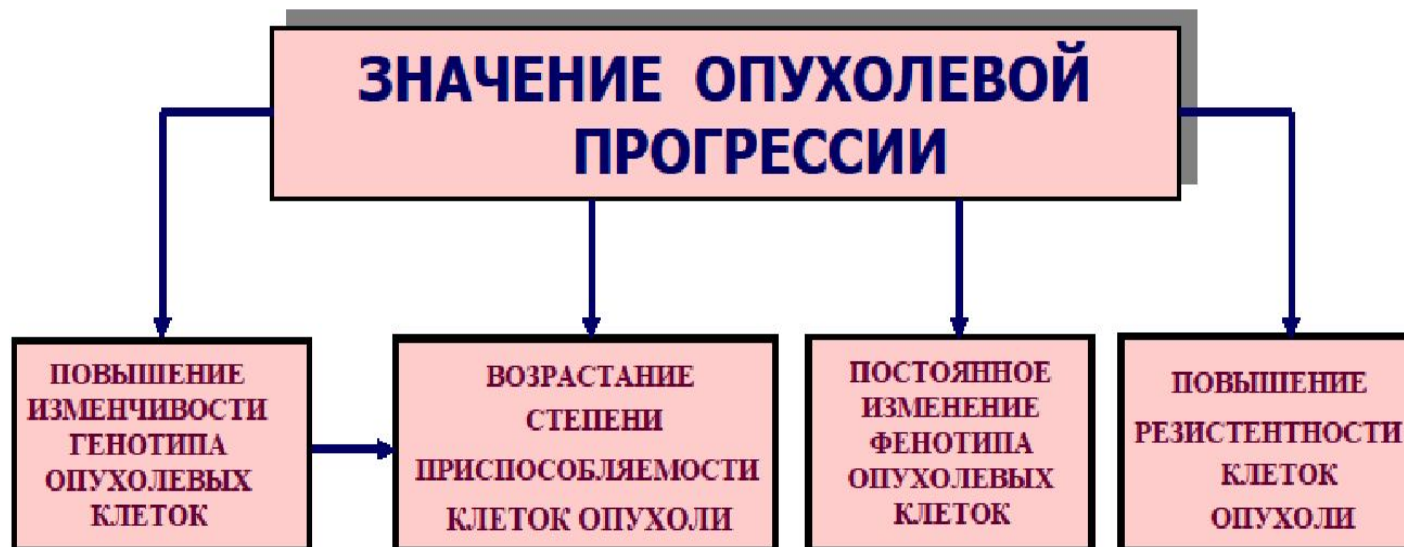 ЗНАЧЕНИЕ ОПУХОЛЕВОЙ
ПРОГРЕССИИ
ПОВЫШЕНИЕ
ИЗМЕНЧИВОСТИ
ГЕНОТИПА
ОПУХОЛЕВЫХ
КЛЕТОК
ВОЗРАСТАНИЕ
СТЕПЕНИ
ПРИСПОСОБЛЯЕМОСТИ
КЛЕТОК ОПУХОЛИ
ПОСТОЯННОЕ
ИЗМЕНЕНИЕ
ФЕНОТИПА
ОПУХОЛЕВЫХ
КЛЕТОК
ПОВЫШЕНИЕ
РЕЗИСТЕНТНОСТИ
КЛЕТОК
ОПУХОЛИ